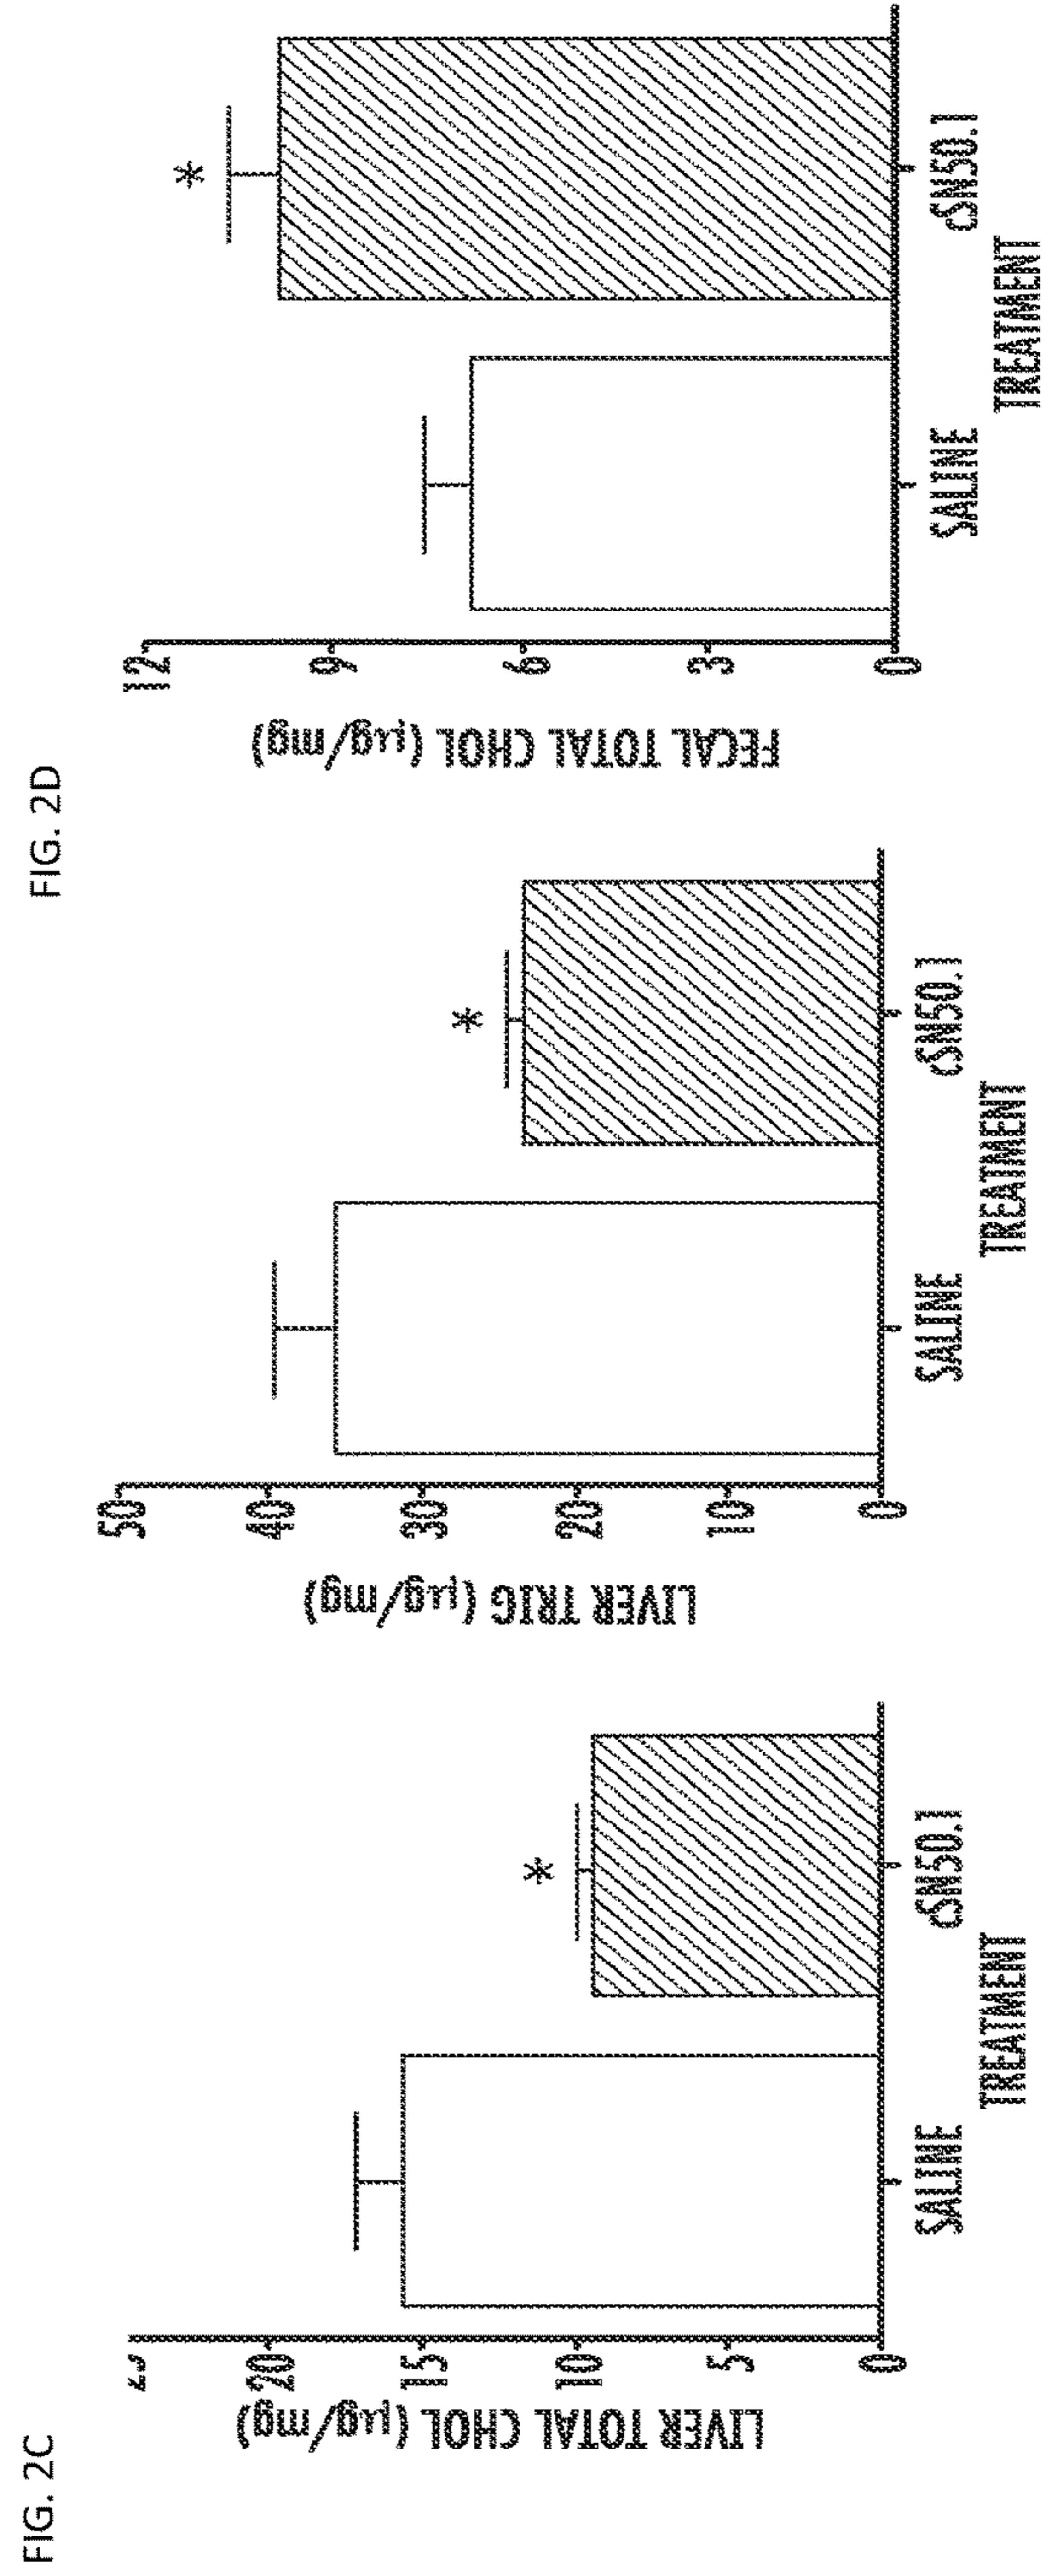 FIG. 2C
LIVER TOTAL CHOL (µg/mg)
20
15
10
5
0
SALINE
cSN50.1
TREATMENT
LIVER TRIG (µg/mg)
50
40
30
20
10
0
*
SALINE
cSN50.1
TREATMENT
*
FIG. 2D
FECAL TOTAL CHOL (µg/mg)
12
9
6
3
0
*
SALINE
cSN50.1
TREATMENT